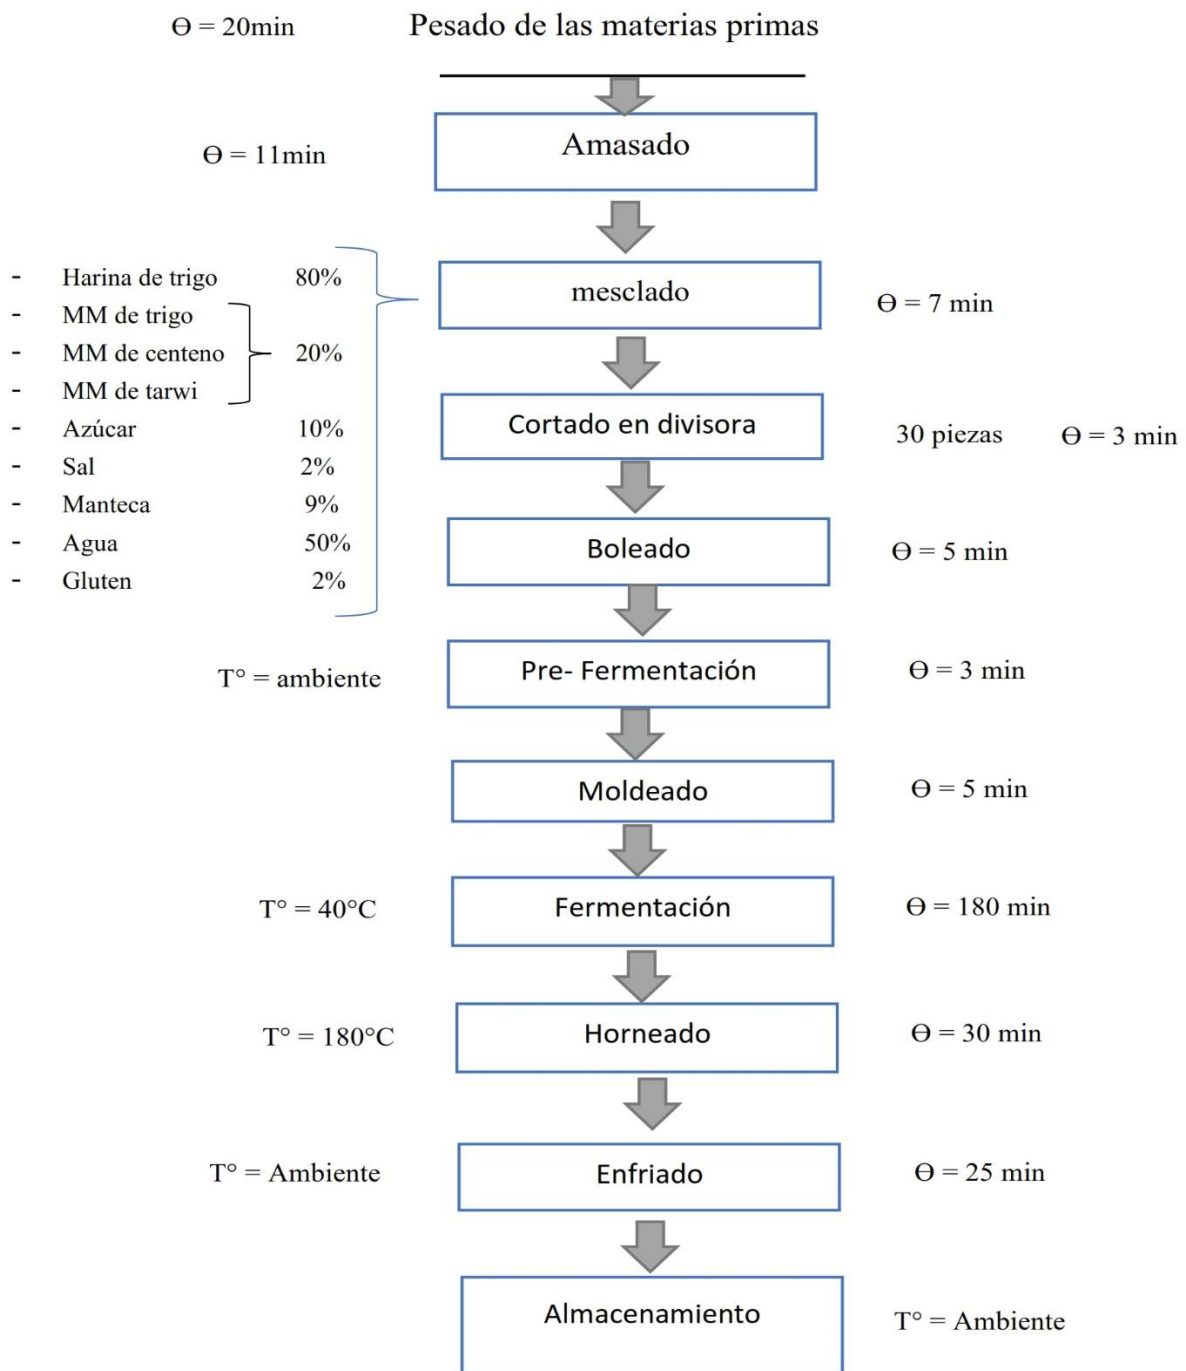 Ө = 20min Pesado de las materias primas
Amasado
Ө = 11min
- Harina de trigo 80%
- MM de trigo
- MM de centeno 20%
- MM de tarwi
- Azúcar 10%
- Sal 2%
- Manteca 9%
- Agua 50%
- Gluten 2%
mesclado Ө = 7 min
Cortado en divisora 30 piezas Ө = 3 min
Boleado Ө = 5 min
T° = ambiente Pre- Fermentación Ө = 3 min
Moldeado Ө = 5 min
T° = 40°C Fermentación Ө = 180 min
T° = 180°C Horneado Ө = 30 min
T° = Ambiente Enfriado Ө = 25 min
Almacenamiento T° = Ambiente